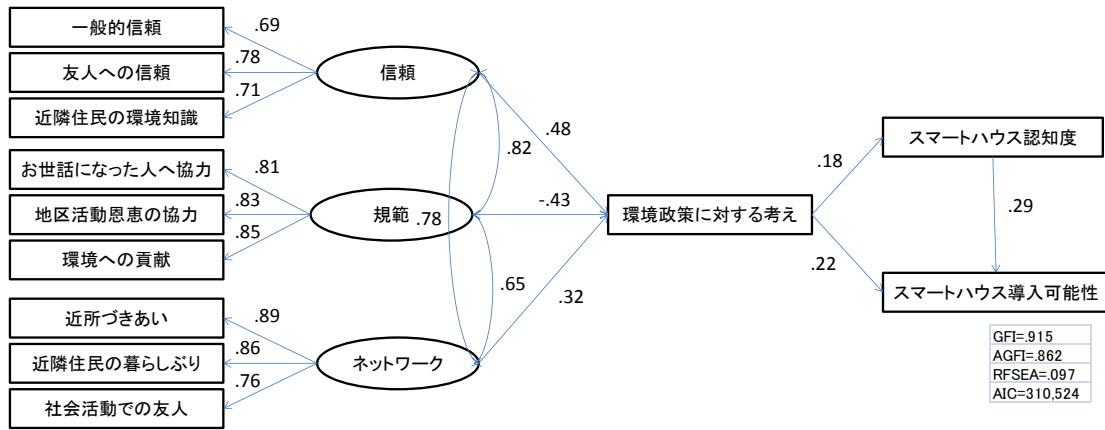 一般的信頼
.69
友人への信頼
.78
信頼
近隣住民の環境知識
.71
.48
.82
スマートハウス認知度
.18
お世話になった人へ協力
.81
地区活動恩恵の協力
.83
規範
.78
-.43
環境政策に対する考え
.29
環境への貢献
.85
.22
.65
.32
スマートハウス導入可能性
近所づきあい
.89
近隣住民の暮らしぶり
.86
ネットワーク
社会活動での友人
.76
GFI=.915
AGFI=.862
RFSEA=.097
AIC=310,524